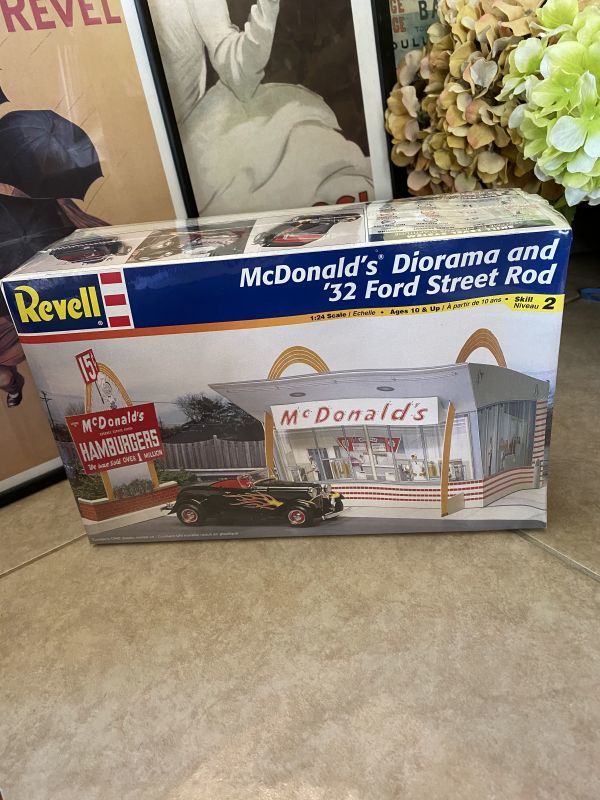 REVEL
BA
Revell
McDonald's® Diorama and
'32 Ford Street Rod
1:24 Scale / Echelle • Ages 10 & Up / À partir de 10 ans • Skill Niveau 2
15¢
McDonald's
HAMBURGERS
We have Sold OVER 1 MILLION
McDonald's